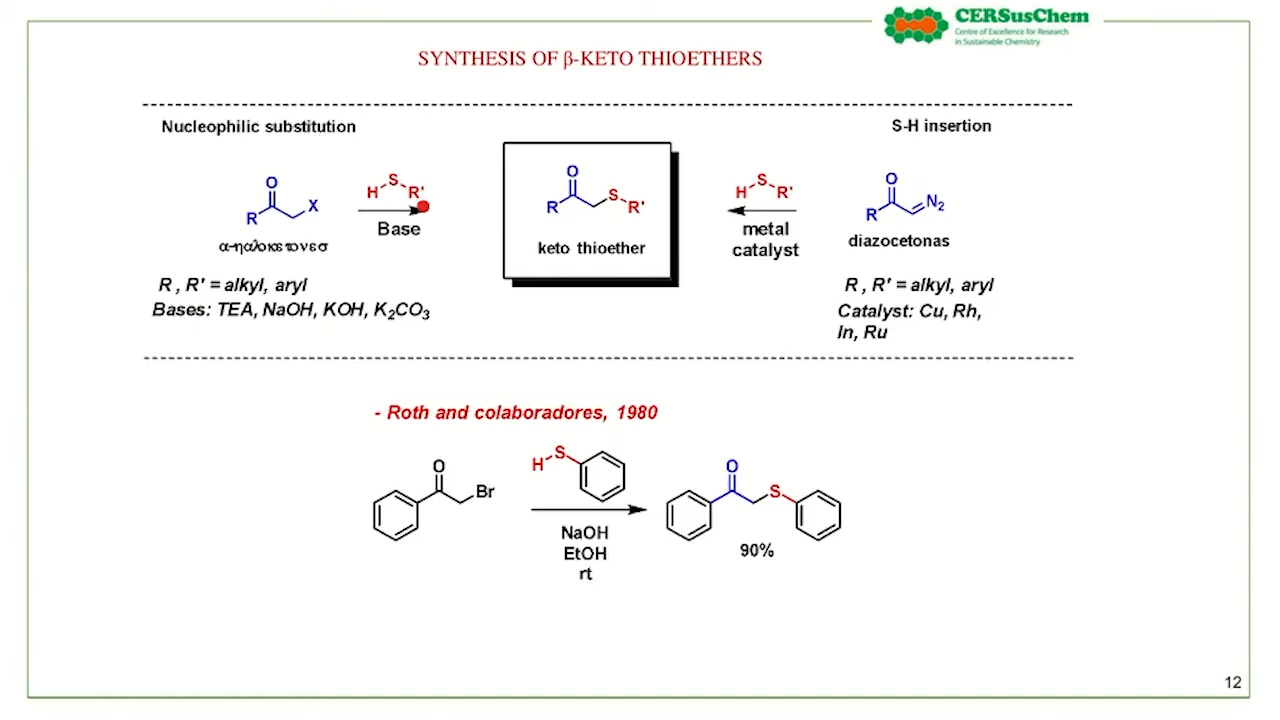 CERSusChem
Centre of Excellence for Research
in Sustainable Chemistry
SYNTHESIS OF β-KETO THIOETHERS
Nucleophilic substitution
S-H insertion
O
R
X
α-ηαλοκετονεσ
H S R'
Base
O
R S R'
keto thioether
H S R'
metal
catalyst
O
R N2
diazocetonas
R , R' = alkyl, aryl
Bases: TEA, NaOH, KOH, K2CO3
R , R' = alkyl, aryl
Catalyst: Cu, Rh,
In, Ru
- Roth and colaboradores, 1980
O
Br
H S
NaOH
EtOH
rt
O
S
90%
12